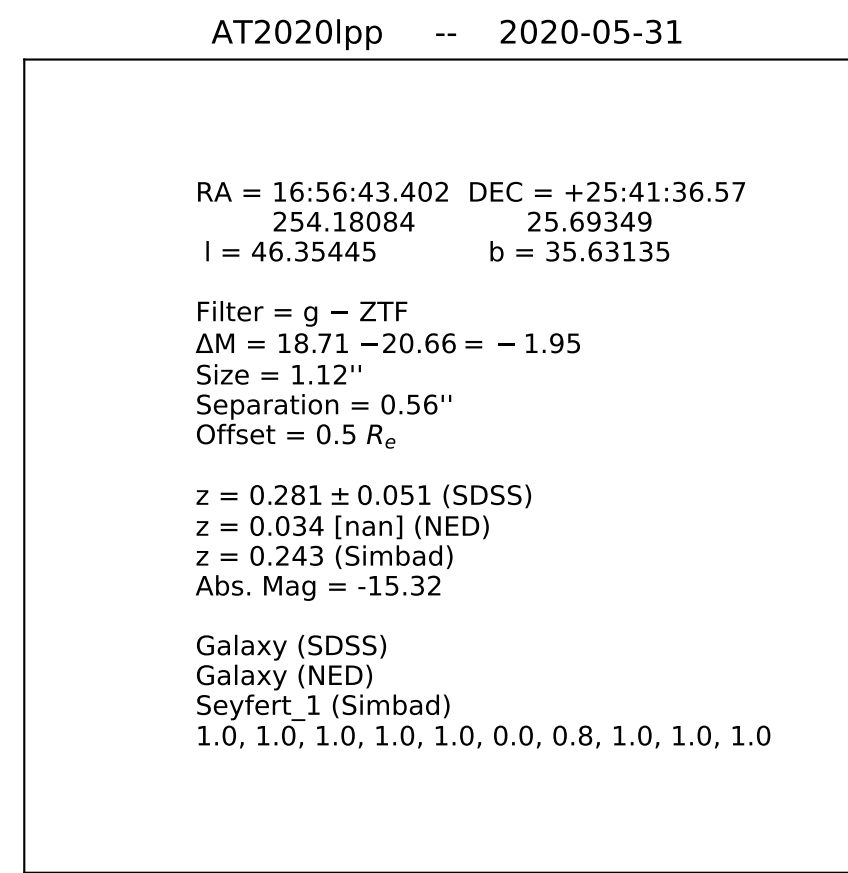 AT2020lpp -- 2020-05-31
RA = 16:56:43.402 DEC = +25:41:36.57
254.18084 25.69349
l = 46.35445 b = 35.63135
Filter = g − ZTF
ΔM = 18.71 −20.66 = − 1.95
Size = 1.12''
Separation = 0.56''
Offset = 0.5 Rₑ
z = 0.281 ± 0.051 (SDSS)
z = 0.034 [nan] (NED)
z = 0.243 (Simbad)
Abs. Mag = -15.32
Galaxy (SDSS)
Galaxy (NED)
Seyfert_1 (Simbad)
1.0, 1.0, 1.0, 1.0, 1.0, 0.0, 0.8, 1.0, 1.0, 1.0